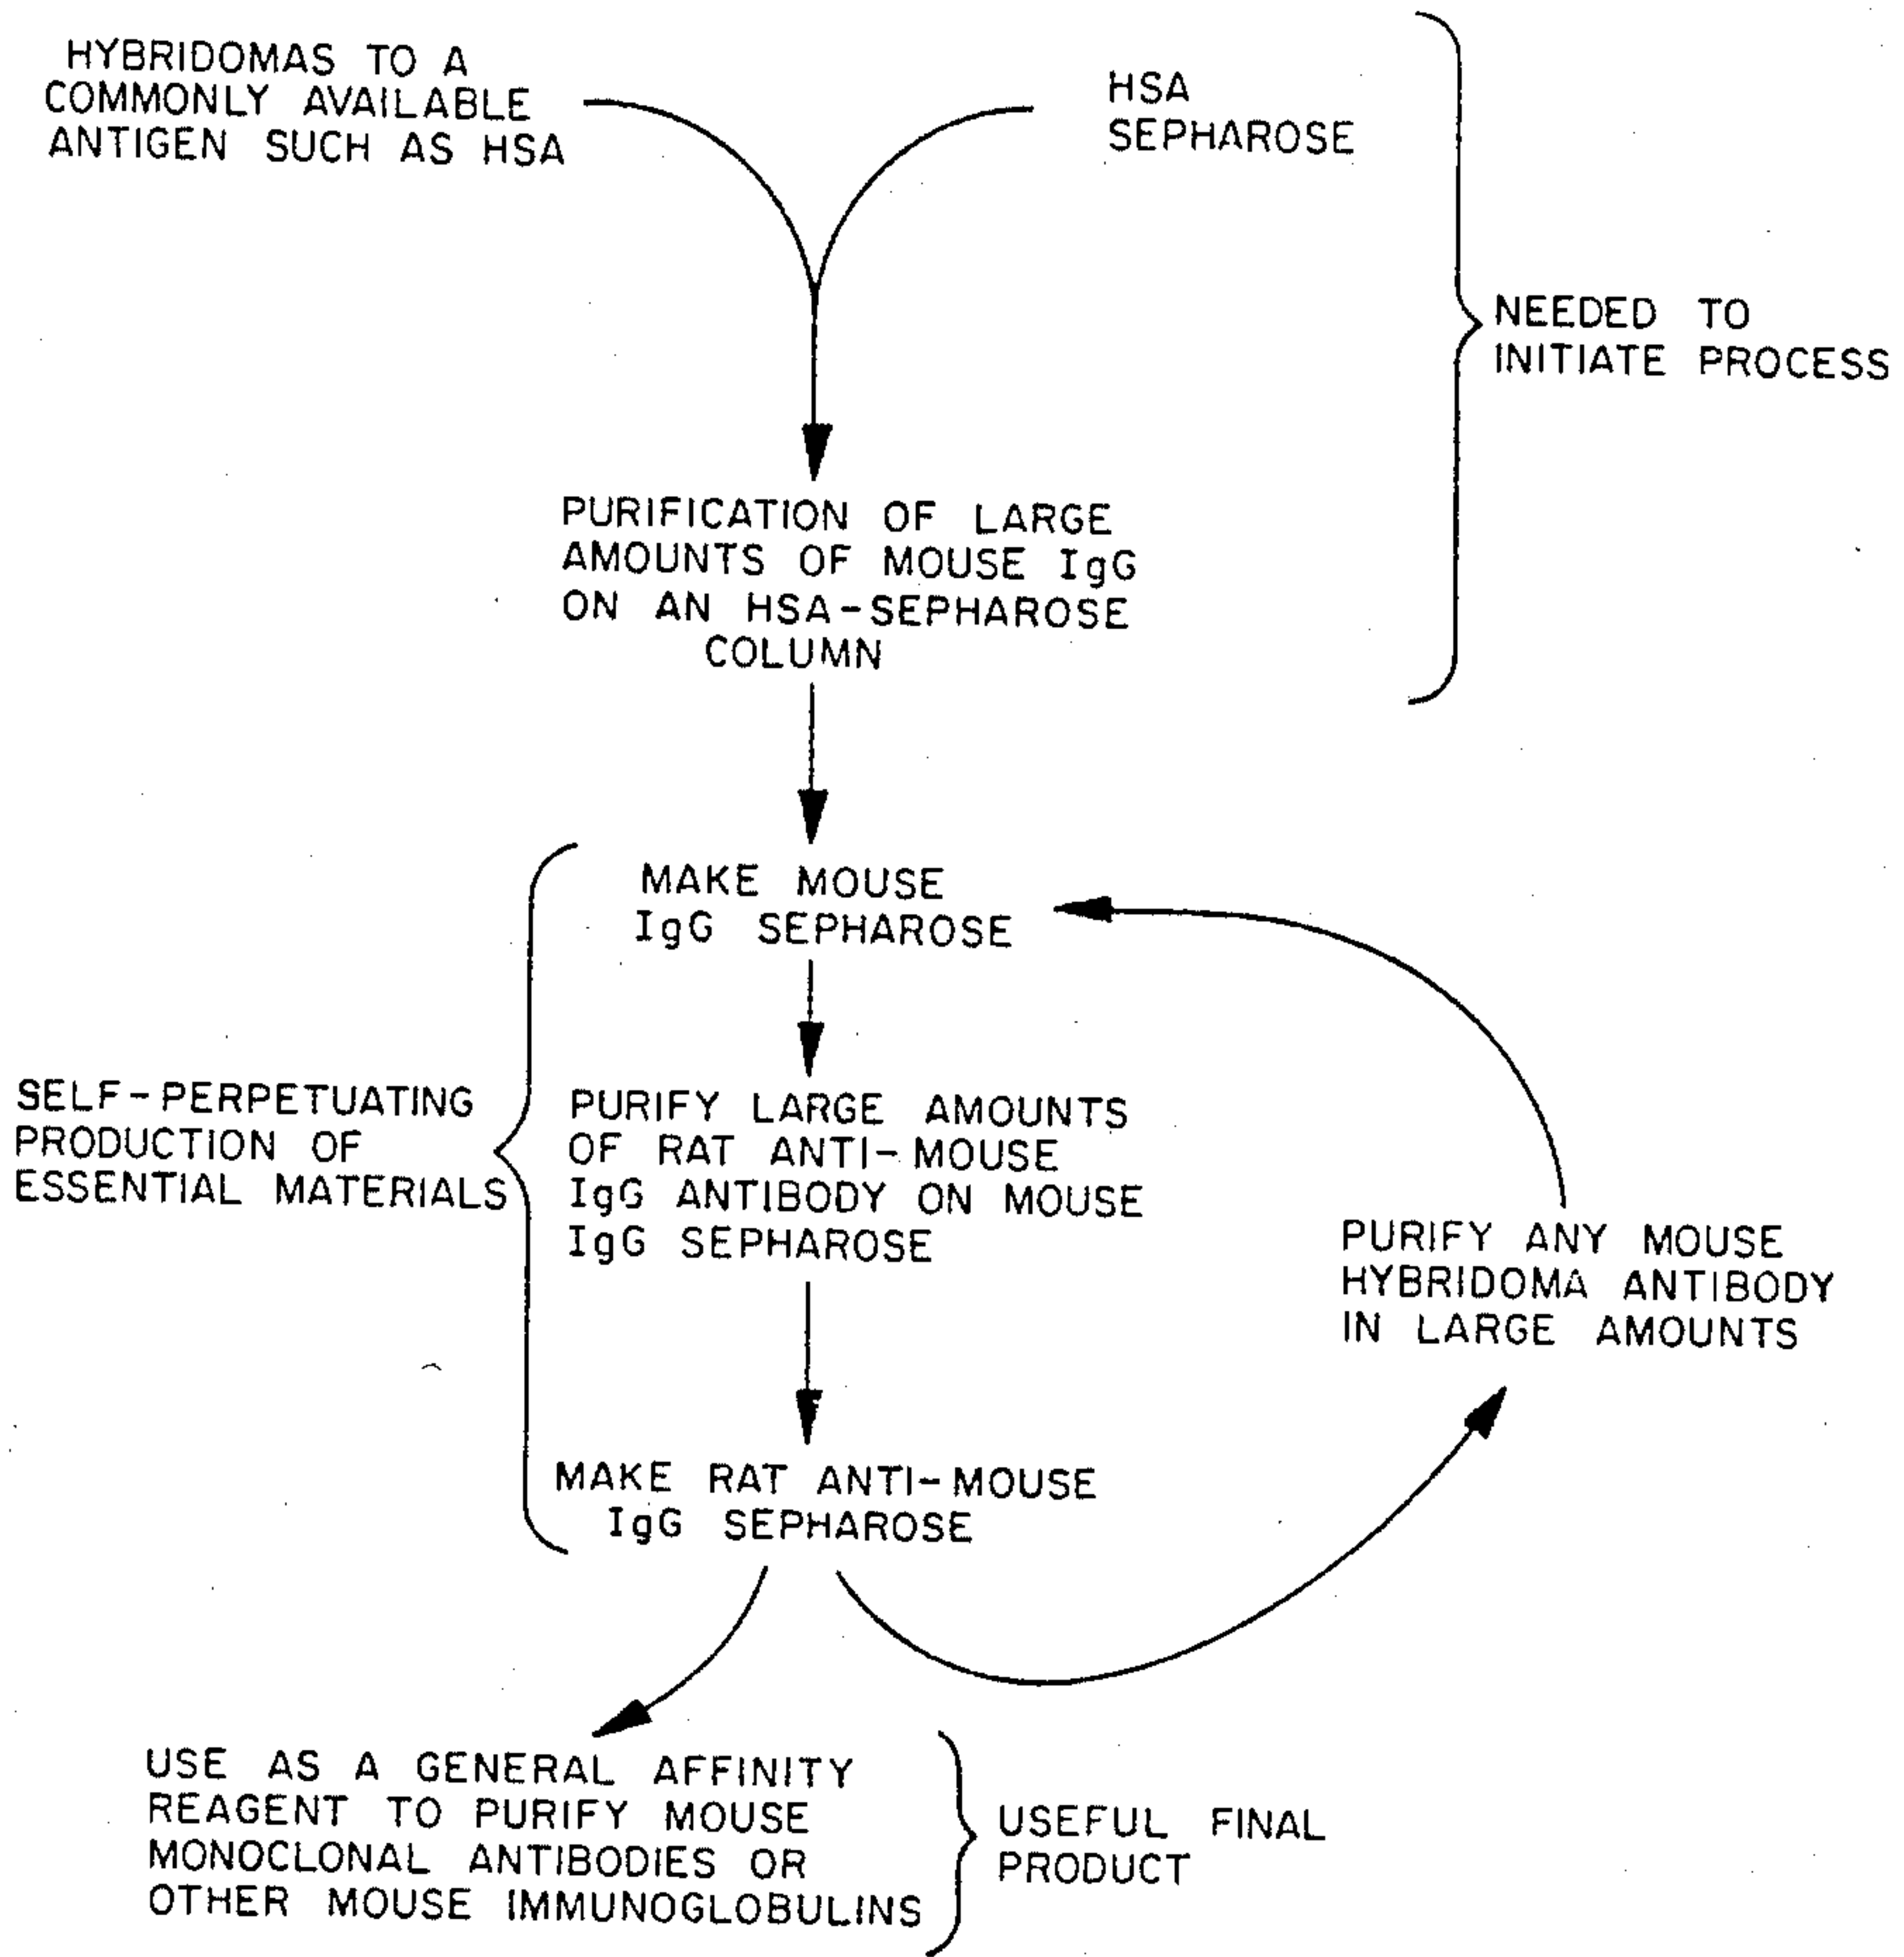 HYBRIDOMAS TO A
COMMONLY AVAILABLE
ANTIGEN SUCH AS HSA
HSA
SEPHAROSE
NEEDED TO
INITIATE PROCESS
PURIFICATION OF LARGE
AMOUNTS OF MOUSE IgG
ON AN HSA-SEPHAROSE
COLUMN
MAKE MOUSE
IgG SEPHAROSE
SELF-PERPETUATING
PRODUCTION OF
ESSENTIAL MATERIALS
PURIFY LARGE AMOUNTS
OF RAT ANTI-MOUSE
IgG ANTIBODY ON MOUSE
IgG SEPHAROSE
PURIFY ANY MOUSE
HYBRIDOMA ANTIBODY
IN LARGE AMOUNTS
MAKE RAT ANTI-MOUSE
IgG SEPHAROSE
USE AS A GENERAL AFFINITY
REAGENT TO PURIFY MOUSE
MONOCLONAL ANTIBODIES OR
OTHER MOUSE IMMUNOGLOBULINS
USEFUL FINAL
PRODUCT